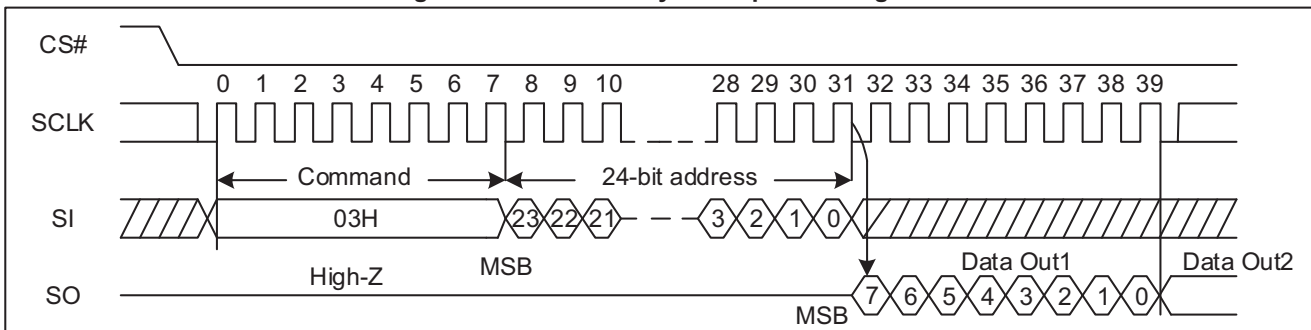 CS#
0 1 2 3 4 5 6 7 8 9 10 28 29 30 31 32 33 34 35 36 37 38 39
SCLK
Command 24-bit address
SI 03H 23 22 21 3 2 1 0
High-Z MSB Data Out1 Data Out2
SO 7 6 5 4 3 2 1 0
MSB